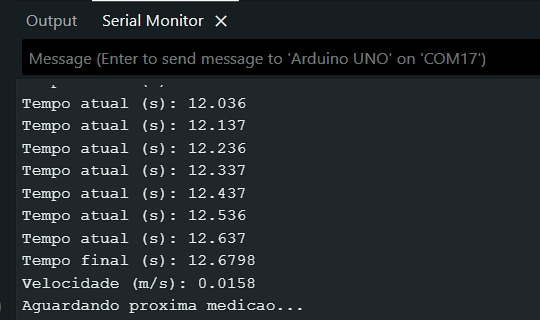 Output Serial Monitor ×
Message (Enter to send message to 'Arduino UNO' on 'COM17')
Tempo atual (s): 12.036
Tempo atual (s): 12.137
Tempo atual (s): 12.236
Tempo atual (s): 12.337
Tempo atual (s): 12.437
Tempo atual (s): 12.536
Tempo atual (s): 12.637
Tempo final (s): 12.6798
Velocidade (m/s): 0.0158
Aguardando proxima medicao...